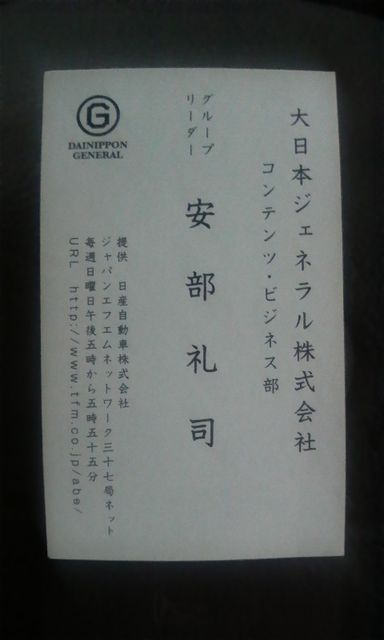 大日本ジェネラル株式会社
コンテンツ・ビジネス部
グループ
リーダー
安部礼司
G
DAINIPPON
GENERAL
提供 日産自動車株式会社
ジャパンエフエムネットワーク三十七局ネット
毎週日曜日午後五時から五時五十五分
URL http://www.tfm.co.jp/abe/